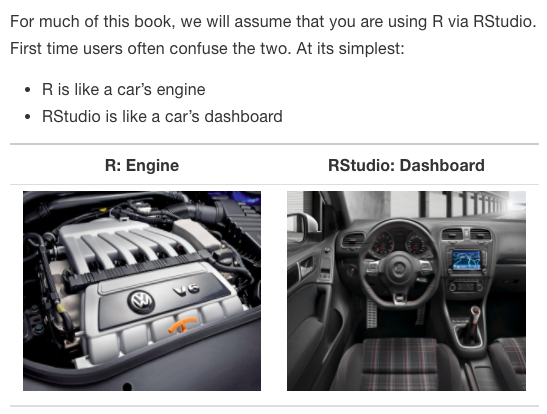 For much of this book, we will assume that you are using R via RStudio.
First time users often confuse the two. At its simplest:
• R is like a car’s engine
• RStudio is like a car’s dashboard
R: Engine
RStudio: Dashboard
V6